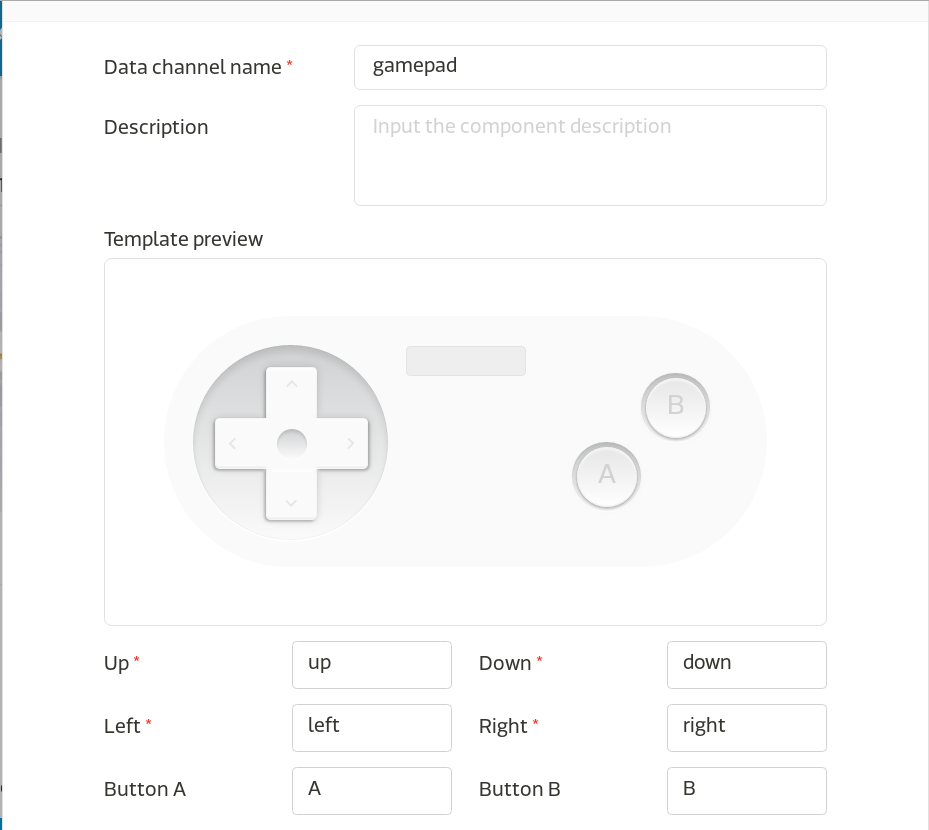 Data channel name * gamepad
Description Input the component description
Template preview
B
A
Up * up Down * down
Left * left Right * right
Button A A Button B B